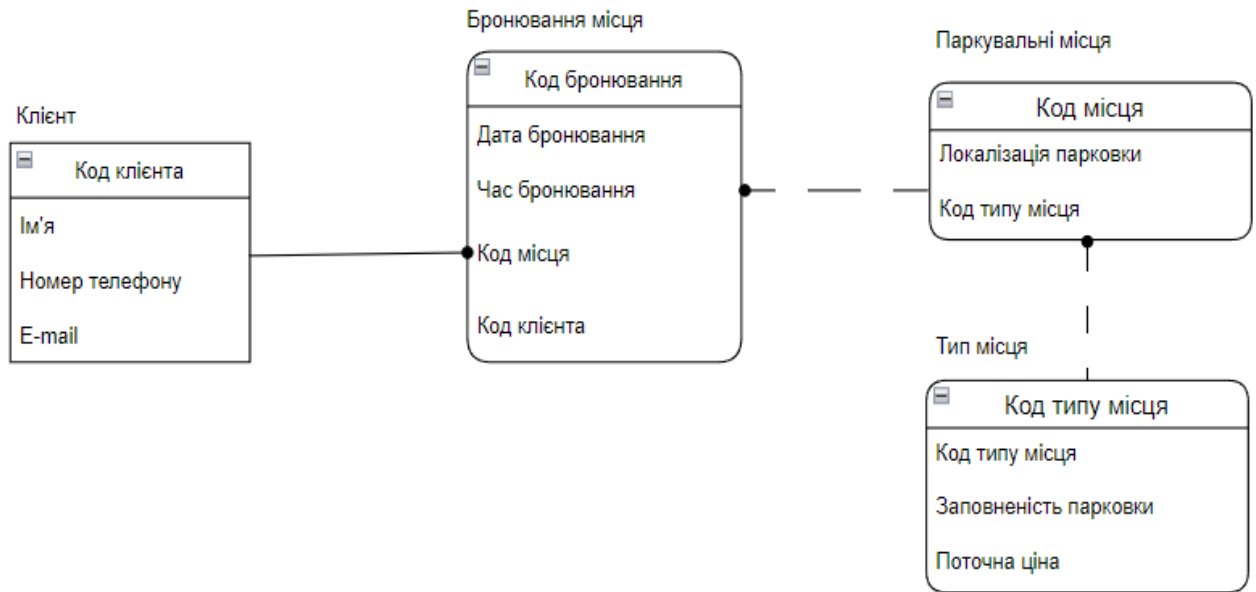 Клієнт
Код клієнта
Ім'я
Номер телефону
E-mail
Бронювання місця
Код бронювання
Дата бронювання
Час бронювання
Код місця
Код клієнта
Паркувальні місця
Код місця
Локалізація парковки
Код типу місця
Тип місця
Код типу місця
Код типу місця
Заповненість парковки
Поточна ціна